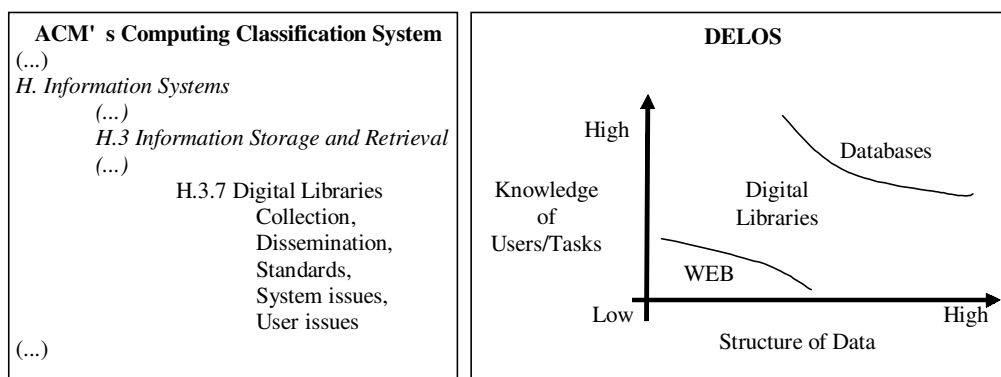 ACM' s Computing Classification System
(...)
H. Information Systems
(...)
H.3 Information Storage and Retrieval
(...)
H.3.7 Digital Libraries
Collection,
Dissemination,
Standards,
System issues,
User issues
(...)
DELOS
High
Knowledge
of
Users/Tasks
Databases
Digital
Libraries
WEB
Low
High
Structure of Data